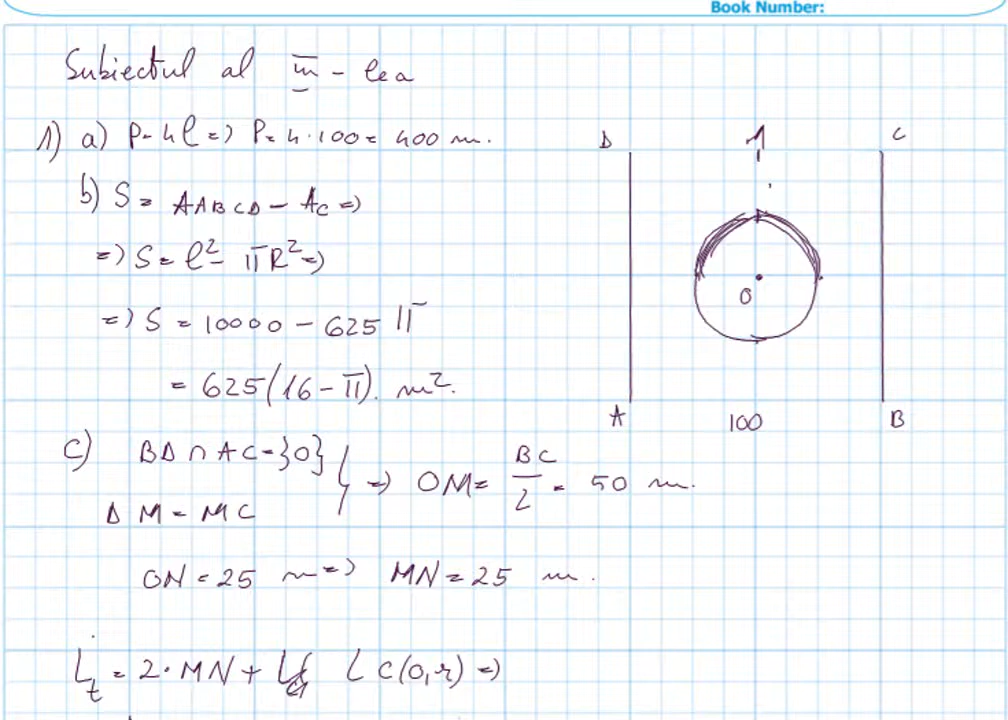 Book Number:
Subiectul al III - lea
1) a) P=4l => P=4·100= 400 m.
b) S = AABCD - AC =>
=> S = l² - πR² =>
=> S = 10000 - 625 π
= 625(16-π). m².
D M C
O
A 100 B
c) BD ∩ AC = {O}
DM = MC } => OM = BC/2 = 50 m.
ON = 25 m => MN = 25 m.
Lt = 2·MN + L C(O,r) =>